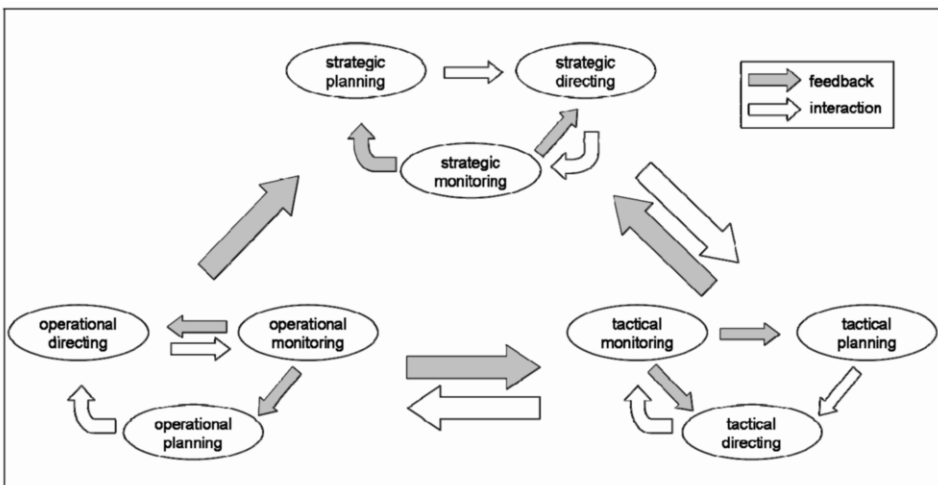 strategic
planning
strategic
directing
feedback
interaction
strategic
monitoring
operational
directing
operational
monitoring
tactical
monitoring
tactical
planning
operational
planning
tactical
directing